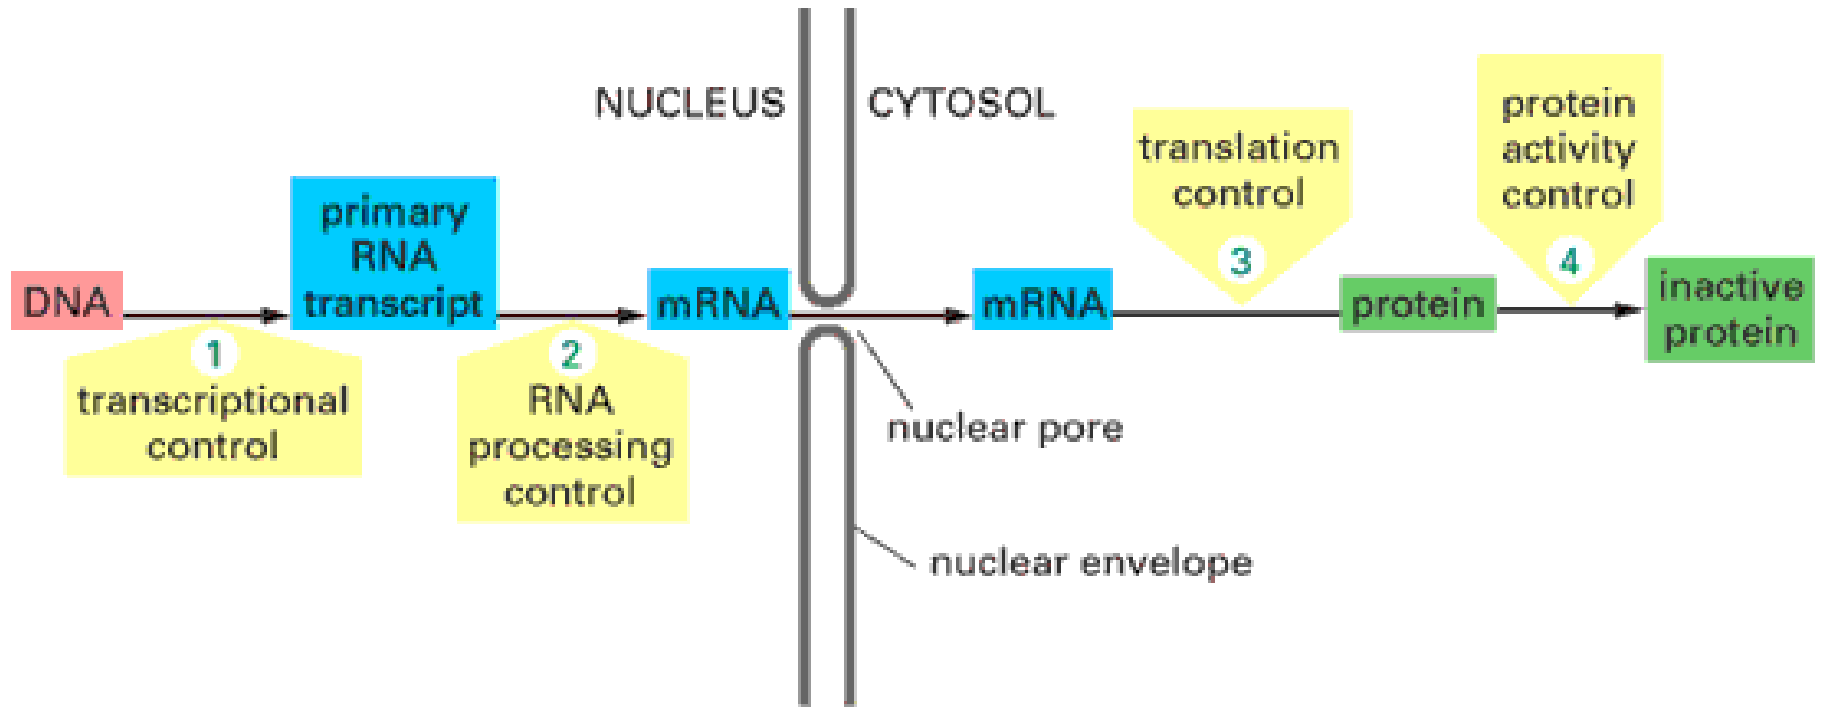 NUCLEUS
CYTOSOL
DNA
1
transcriptional
control
primary
RNA
transcript
2
RNA
processing
control
mRNA
nuclear pore
nuclear envelope
mRNA
translation
control
3
protein
protein
activity
control
4
inactive
protein